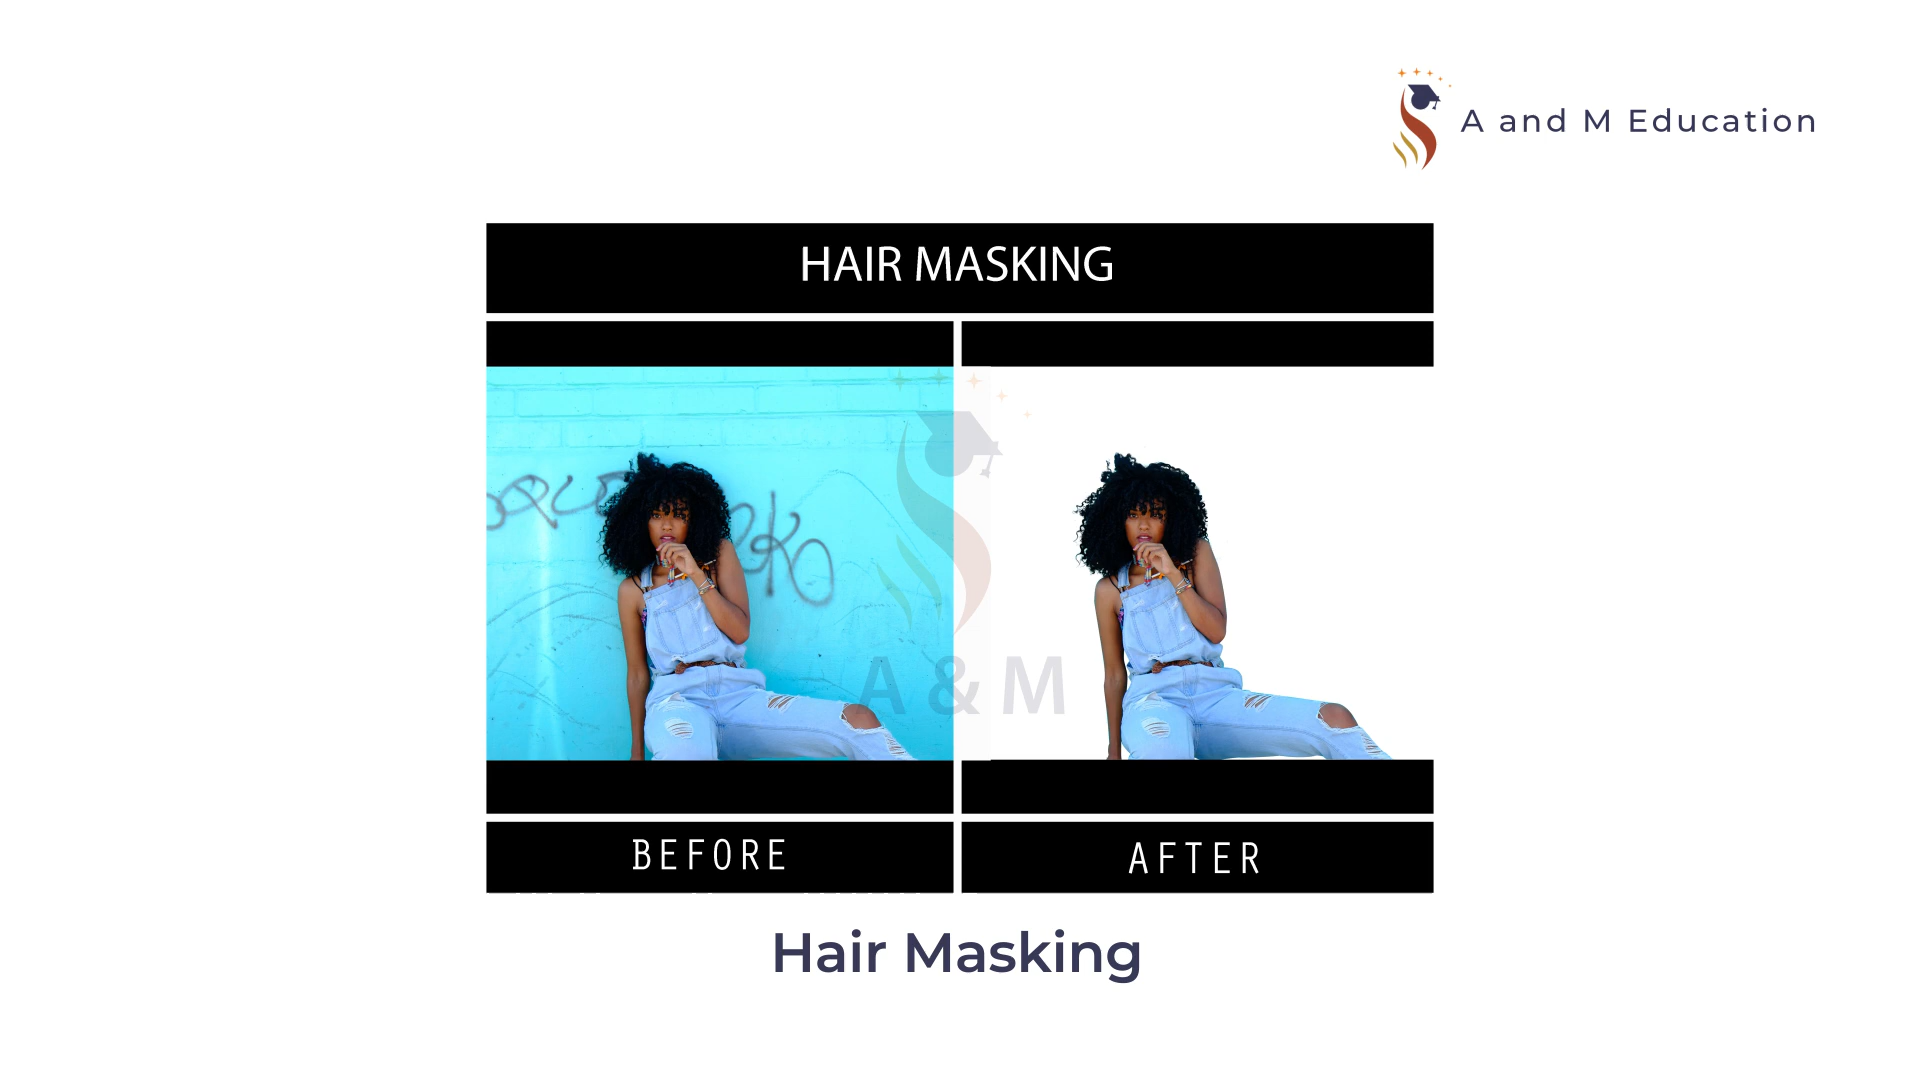 A and M Education
HAIR MASKING
A & M
BEFORE
AFTER
Hair Masking